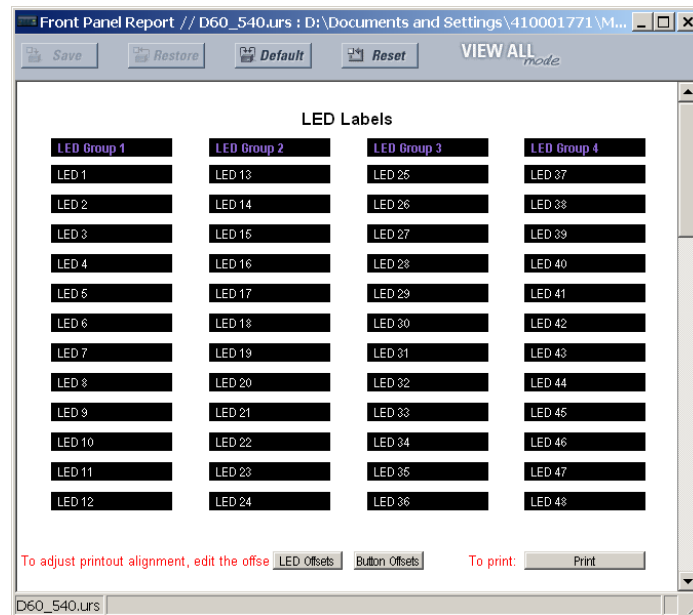 Front Panel Report // D60_540.urs : D:\Documents and Settings\410001771\M...
Save Restore Default Reset VIEW ALL mode
LED Labels
LED Group 1 LED Group 2 LED Group 3 LED Group 4
LED 1 LED 13 LED 25 LED 37
LED 2 LED 14 LED 26 LED 38
LED 3 LED 15 LED 27 LED 39
LED 4 LED 16 LED 28 LED 40
LED 5 LED 17 LED 29 LED 41
LED 6 LED 18 LED 30 LED 42
LED 7 LED 19 LED 31 LED 43
LED 8 LED 20 LED 32 LED 44
LED 9 LED 21 LED 33 LED 45
LED 10 LED 22 LED 34 LED 46
LED 11 LED 23 LED 35 LED 47
LED 12 LED 24 LED 36 LED 48
To adjust printout alignment, edit the offse LED Offsets Button Offsets To print: Print
D60_540.urs